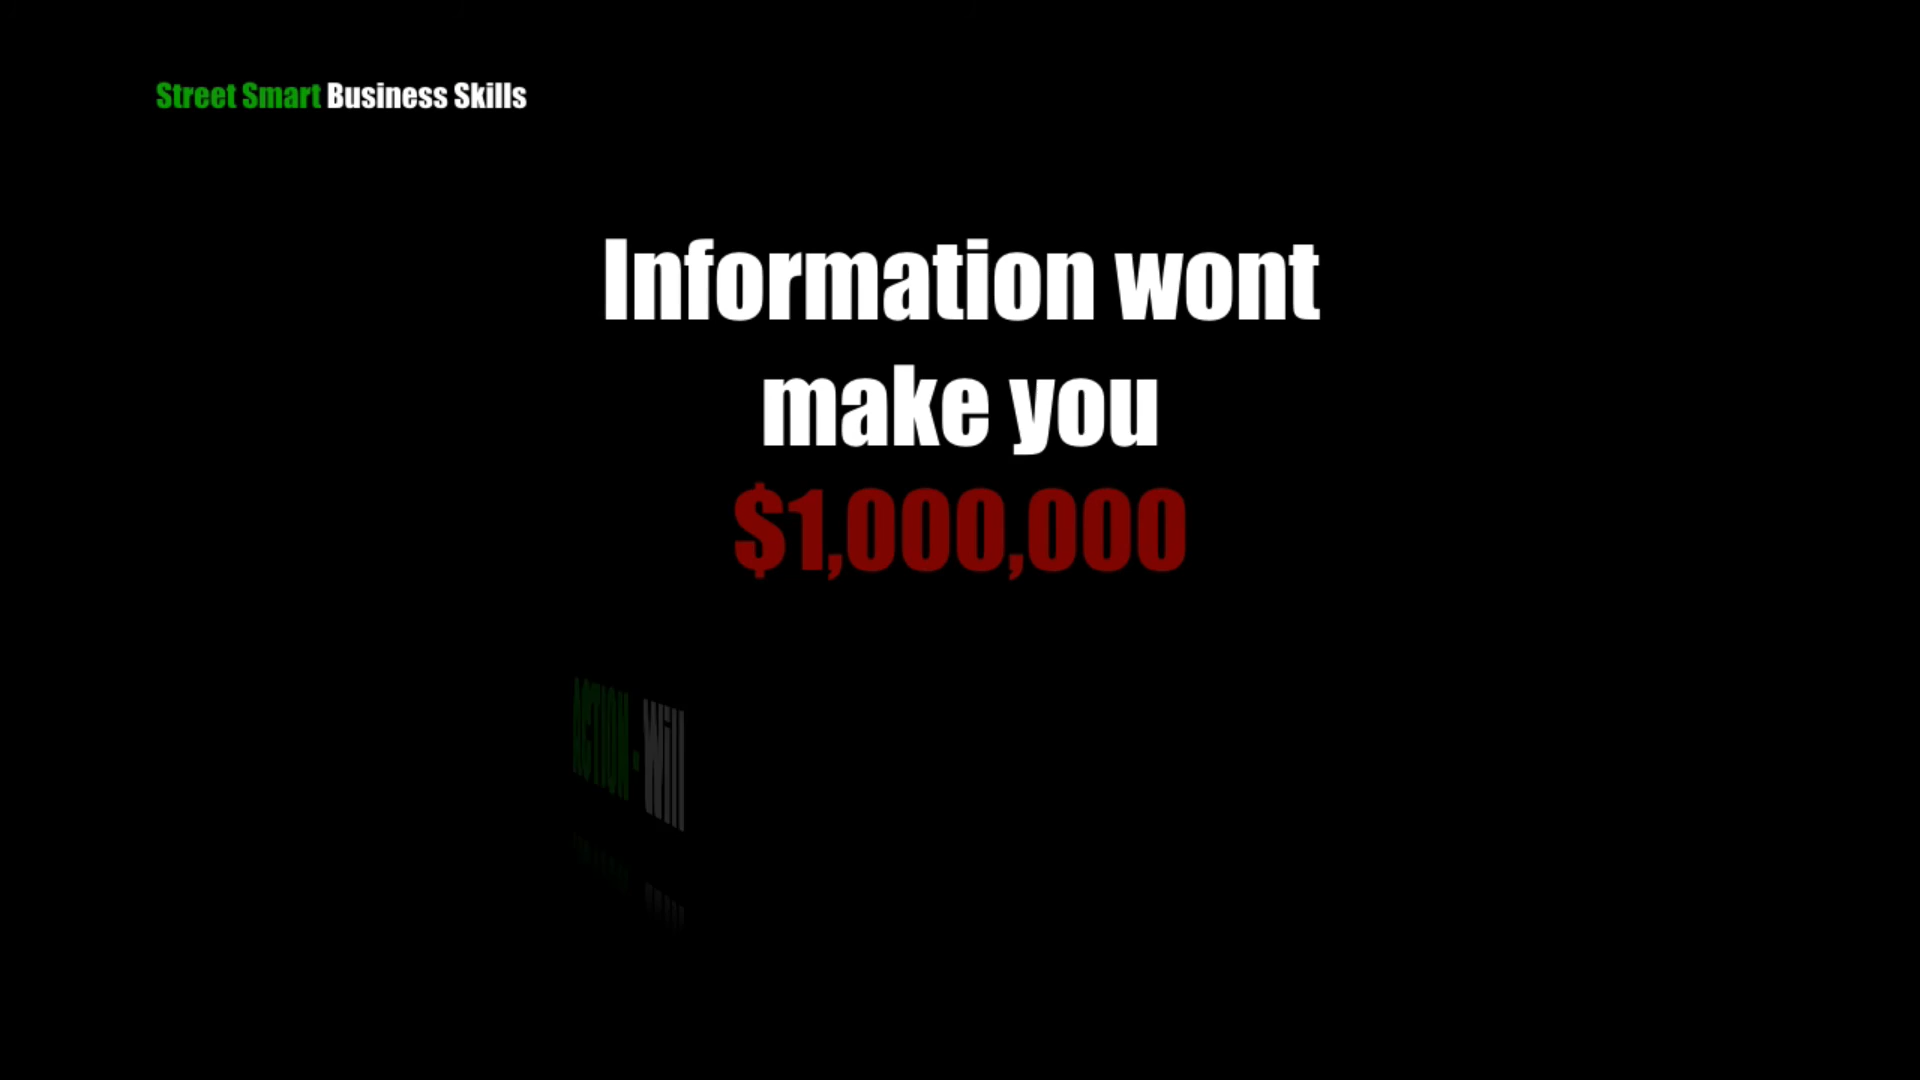 Street Smart Business Skills
Information wont
make you
$1,000,000
ACTION - Will